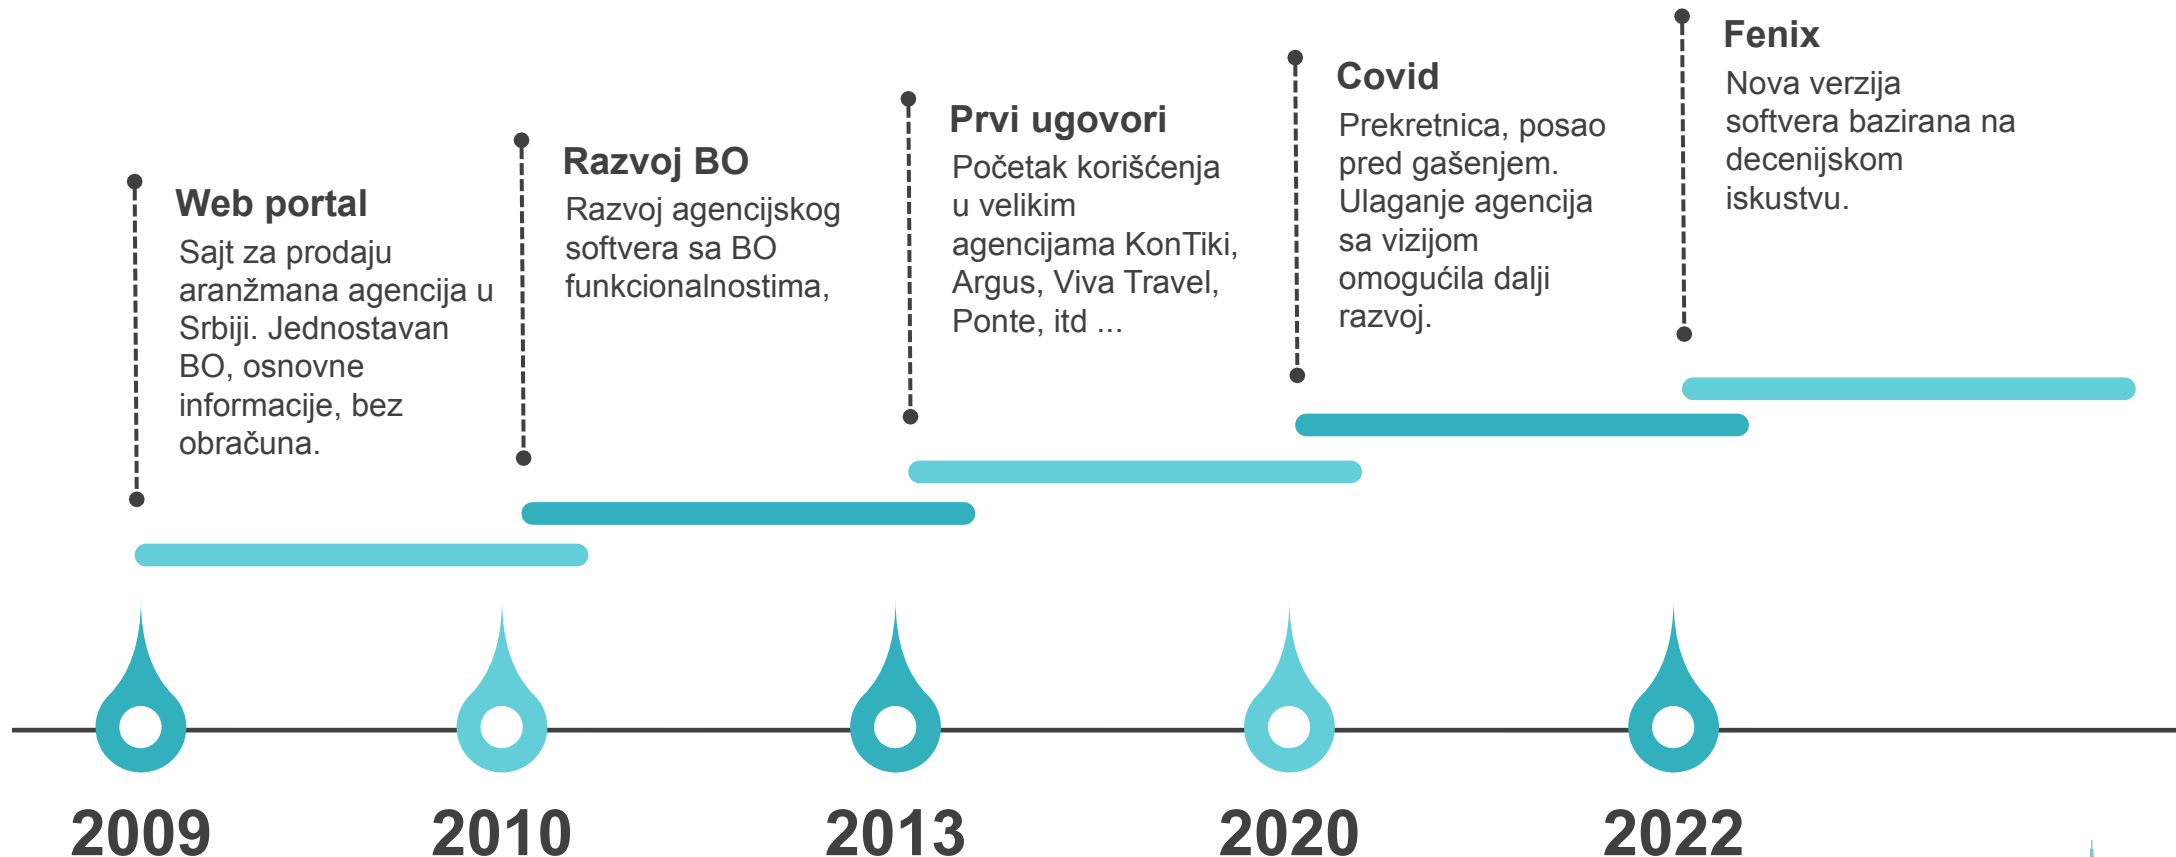 Web portal
Sajt za prodaju
aranžmana agencija u
Srbiji. Jednostavan
BO, osnovne
informacije, bez
obračuna.
Razvoj BO
Razvoj agencijskog
softvera sa BO
funkcionalnostima,
Prvi ugovori
Početak korišćenja
u velikim
agencijama KonTiki,
Argus, Viva Travel,
Ponte, itd ...
Covid
Prekretnica, posao
pred gašenjem.
Ulaganje agencija
sa vizijom
omogućila dalji
razvoj.
Fenix
Nova verzija
softvera bazirana na
decenijskom
iskustvu.
2009
2010
2013
2020
2022